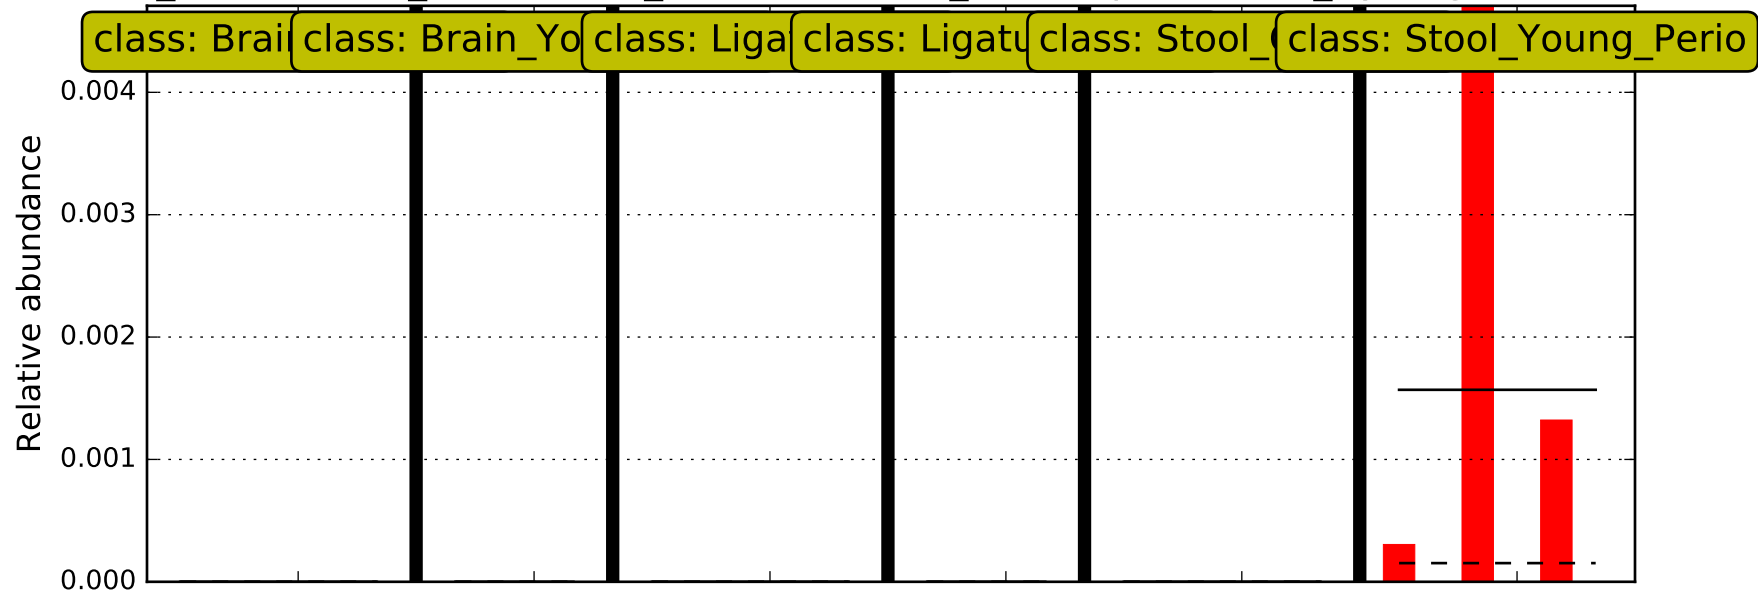 class: Brai class: Brain_Yo class: Liga class: Ligatu class: Stool_ class: Stool_Young_Perio
0.004
0.003
0.002
0.001
0.000
Relative abundance